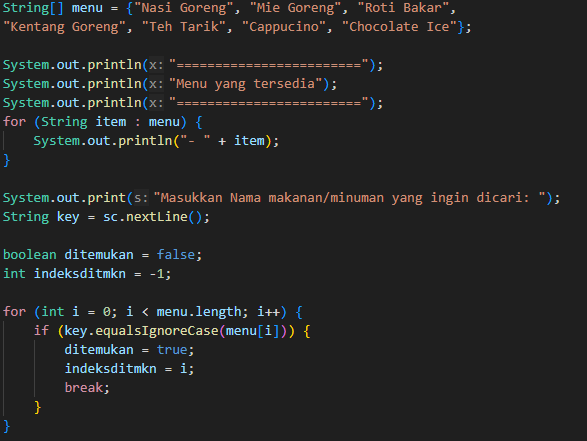 String[] menu = {"Nasi Goreng", "Mie Goreng", "Roti Bakar",
"Kentang Goreng", "Teh Tarik", "Cappucino", "Chocolate Ice"};
System.out.println(x: "========================");
System.out.println(x: "Menu yang tersedia");
System.out.println(x: "========================");
for (String item : menu) {
    System.out.println("- " + item);
}
System.out.print(s: "Masukkan Nama makanan/minuman yang ingin dicari: ");
String key = sc.nextLine();
boolean ditemukan = false;
int indeksditmkn = -1;
for (int i = 0; i < menu.length; i++) {
    if (key.equalsIgnoreCase(menu[i])) {
        ditemukan = true;
        indeksditmkn = i;
        break;
    }
}